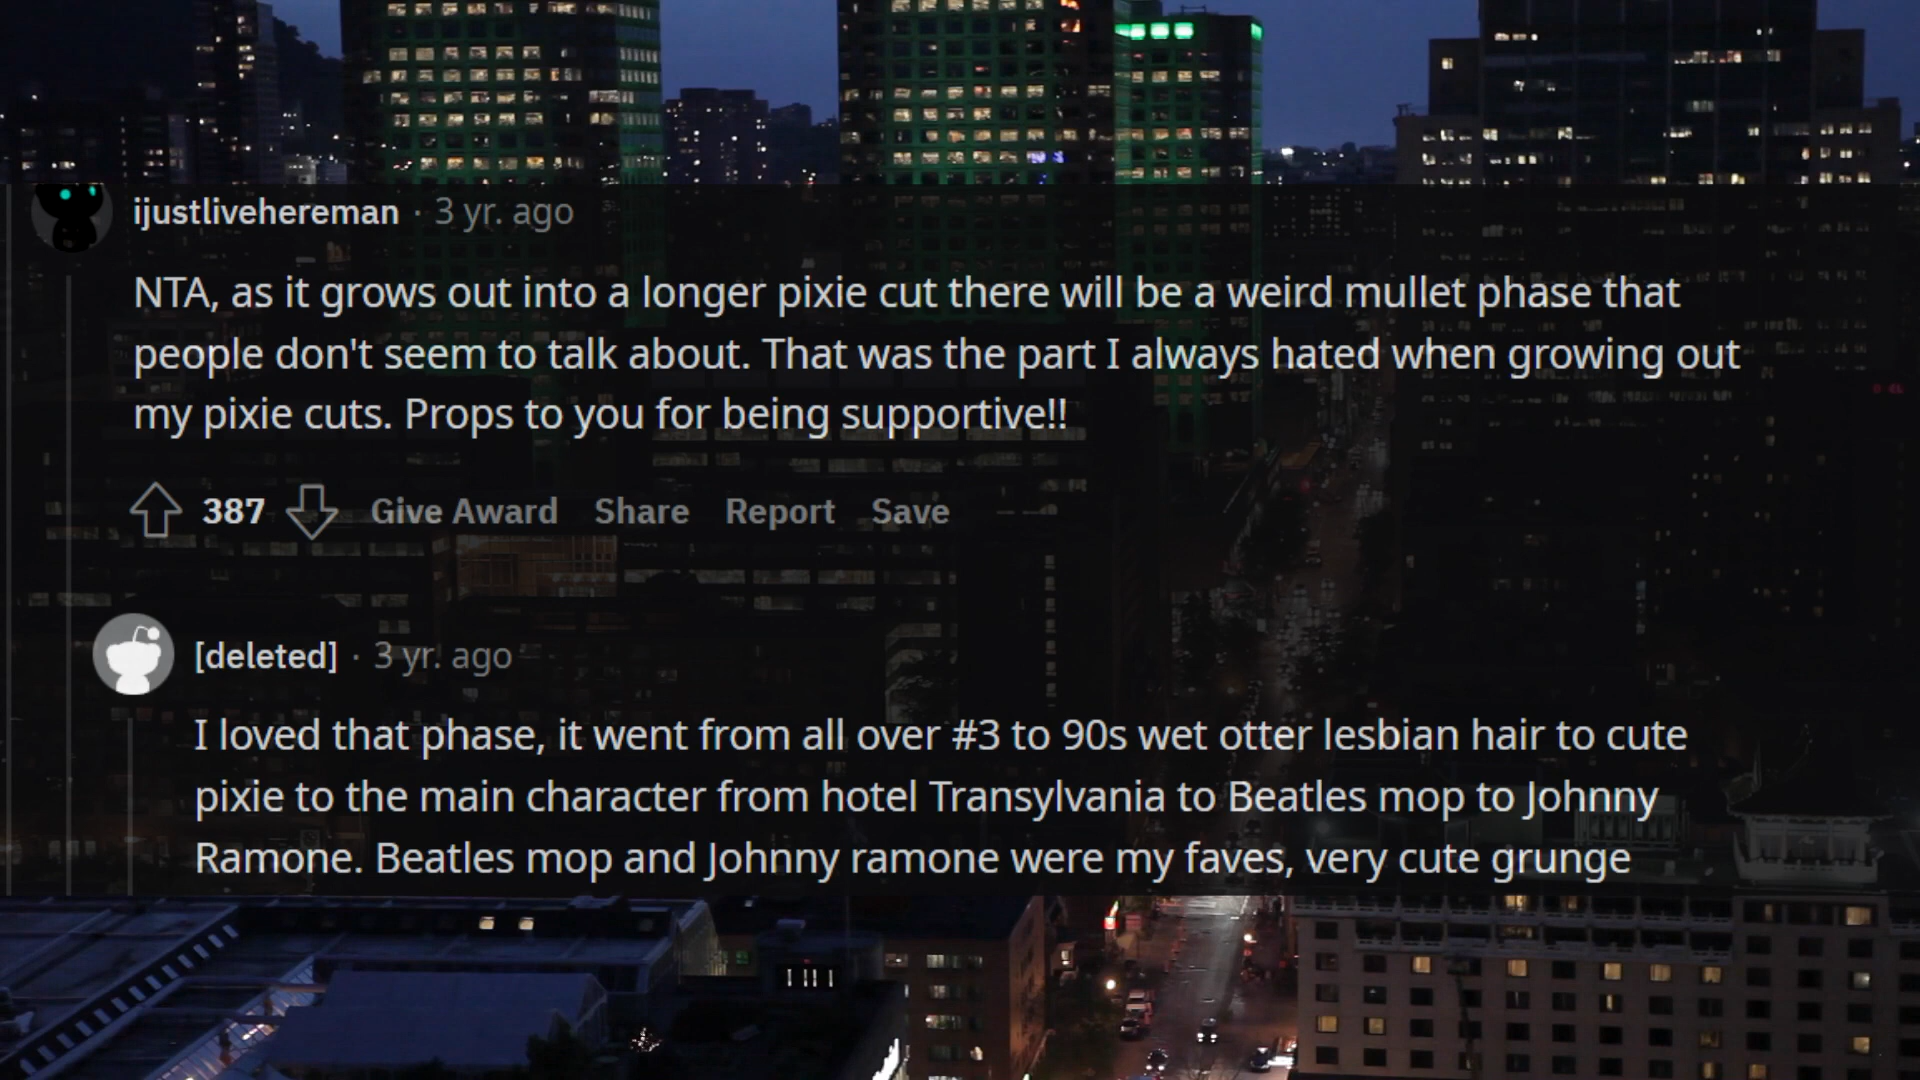 ijustlivehereman · 3 yr. ago
NTA, as it grows out into a longer pixie cut there will be a weird mullet phase that
people don't seem to talk about. That was the part I always hated when growing out
my pixie cuts. Props to you for being supportive!!
387 Give Award Share Report Save
[deleted] · 3 yr. ago
I loved that phase, it went from all over #3 to 90s wet otter lesbian hair to cute
pixie to the main character from hotel Transylvania to Beatles mop to Johnny
Ramone. Beatles mop and Johnny ramone were my faves, very cute grunge